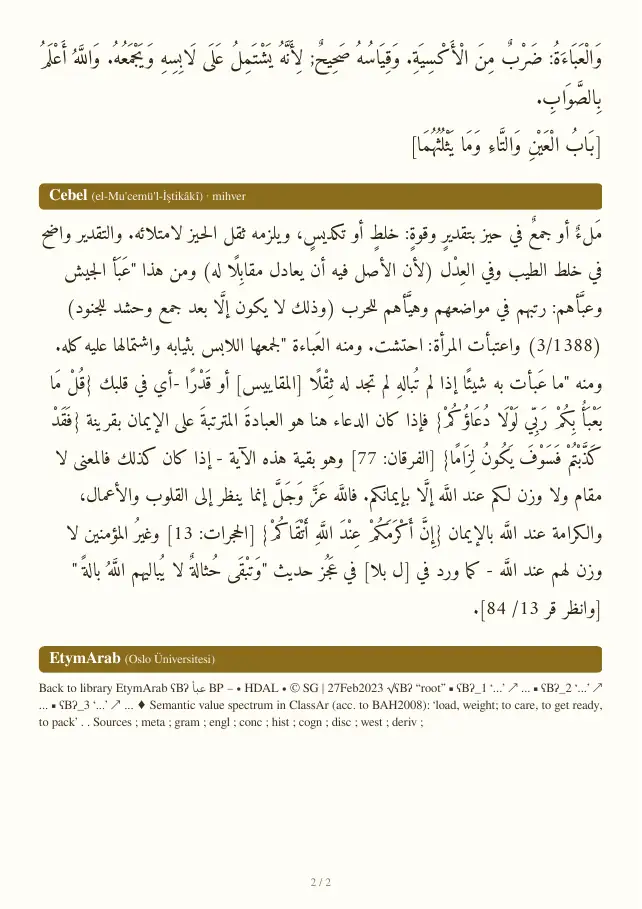 وَالْعَبَاءَةُ: ضَرْبٌ مِنَ الْأَكْسِيَةِ. وَقِيَاسُهُ صَحِيحٌ; لِأَنَّهُ يَشْتَمِلُ عَلَى لَابِسِهِ وَيَجْمَعُهُ. وَاللَّهُ أَعْلَمُ
بِالصَّوَابِ.
[بَابُ الْعَيْنِ وَالتَّاءِ وَمَا يَثْلُثُهُمَا]
Cebel (el-Mu'cemü'l-İştikâkî) · mihver
مَلءٌ أو جمعٌ في حيز بتقديرٍ وقوةٍ: خلطٍ أو تكديسٍ، ويلزمه ثقل الحيز لامتلائه. والتقدير واضح
في خلط الطيب وفي العِدْل (لأن الأصل فيه أن يعادل مقابِلًا له) ومن هذا "عَبَأ الجيش
وعبَّأهم: رتبهم في مواضعهم وهيَّأهم للحرب (وذلك لا يكون إلَّا بعد جمع وحشد للجنود)
(3/1388) واعتبأت المرأة: احتشت. ومنه العَباءة "لجمعها اللابس بثيابه واشتمالها عليه كله.
ومنه "ما عَبأت به شيئًا إذا لم تُبالهِ لم تجد له ثِقْلًا [المقاييس] أو قَدْرًا -أي في قلبك {قُلْ مَا
يَعْبَأُ بِكُمْ رَبِّي لَوْلَا دُعَاؤُكُمْ} فإذا كان الدعاء هنا هو العبادةَ المترتبةَ على الإيمان بقرينة {فَقَدْ
كَذَّبْتُمْ فَسَوْفَ يَكُونُ لِزَامًا} [الفرقان: 77] وهو بقية هذه الآية - إذا كان كذلك فالمعنى لا
مقام ولا وزن لكم عند الله إلَّا بإيمانكم. فالله عَزَّ وَجَلَّ إنما ينظر إلى القلوب والأعمال،
والكرامة عند الله بالإيمان {إِنَّ أَكْرَمَكُمْ عِنْدَ اللَّهِ أَتْقَاكُمْ} [الحجرات: 13] وغيرُ المؤمنين لا
وزن لهم عند الله - كما ورد في [ل بلا] في عَجُز حديث "وَتبْقَى حُثالةٌ لا يُباليهم اللَّهُ بالةً"
[وانظر قر 13/ 84].
EtymArab (Oslo Üniversitesi)
Back to library EtymArab ʕBʔ عبأ BP – • HDAL • © SG | 27Feb2023 √ʕBʔ “root” ▪ ʕBʔ_1 ‘...’ ↗ ... ▪ ʕBʔ_2 ‘...’ ↗
... ▪ ʕBʔ_3 ‘...’ ↗ ... ♦ Semantic value spectrum in ClassAr (acc. to BAH2008): ‘load, weight; to care, to get ready,
to pack’ . . Sources ; meta ; gram ; engl ; conc ; hist ; cogn ; disc ; west ; deriv ;
2 / 2